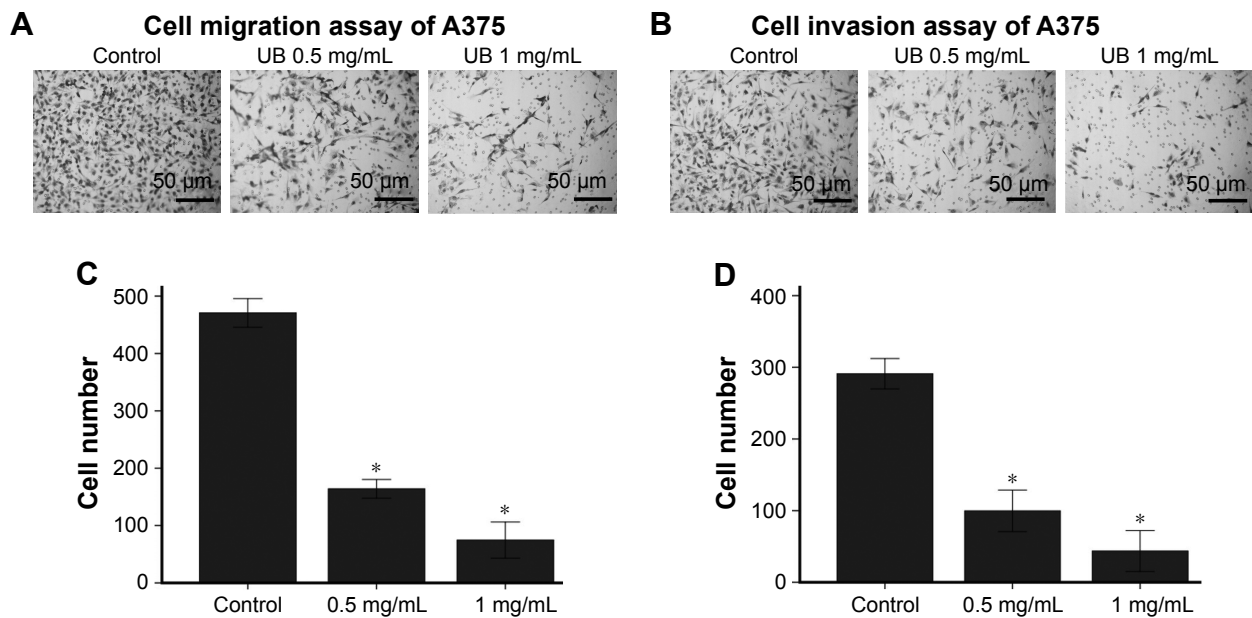 A Cell migration assay of A375
Control UB 0.5 mg/mL UB 1 mg/mL
50 μm 50 μm 50 μm
B Cell invasion assay of A375
Control UB 0.5 mg/mL UB 1 mg/mL
50 μm 50 μm 50 μm
C
Cell number
500
400
300
200
100
0
*
*
Control 0.5 mg/mL 1 mg/mL
D
Cell number
400
300
200
100
0
*
*
Control 0.5 mg/mL 1 mg/mL